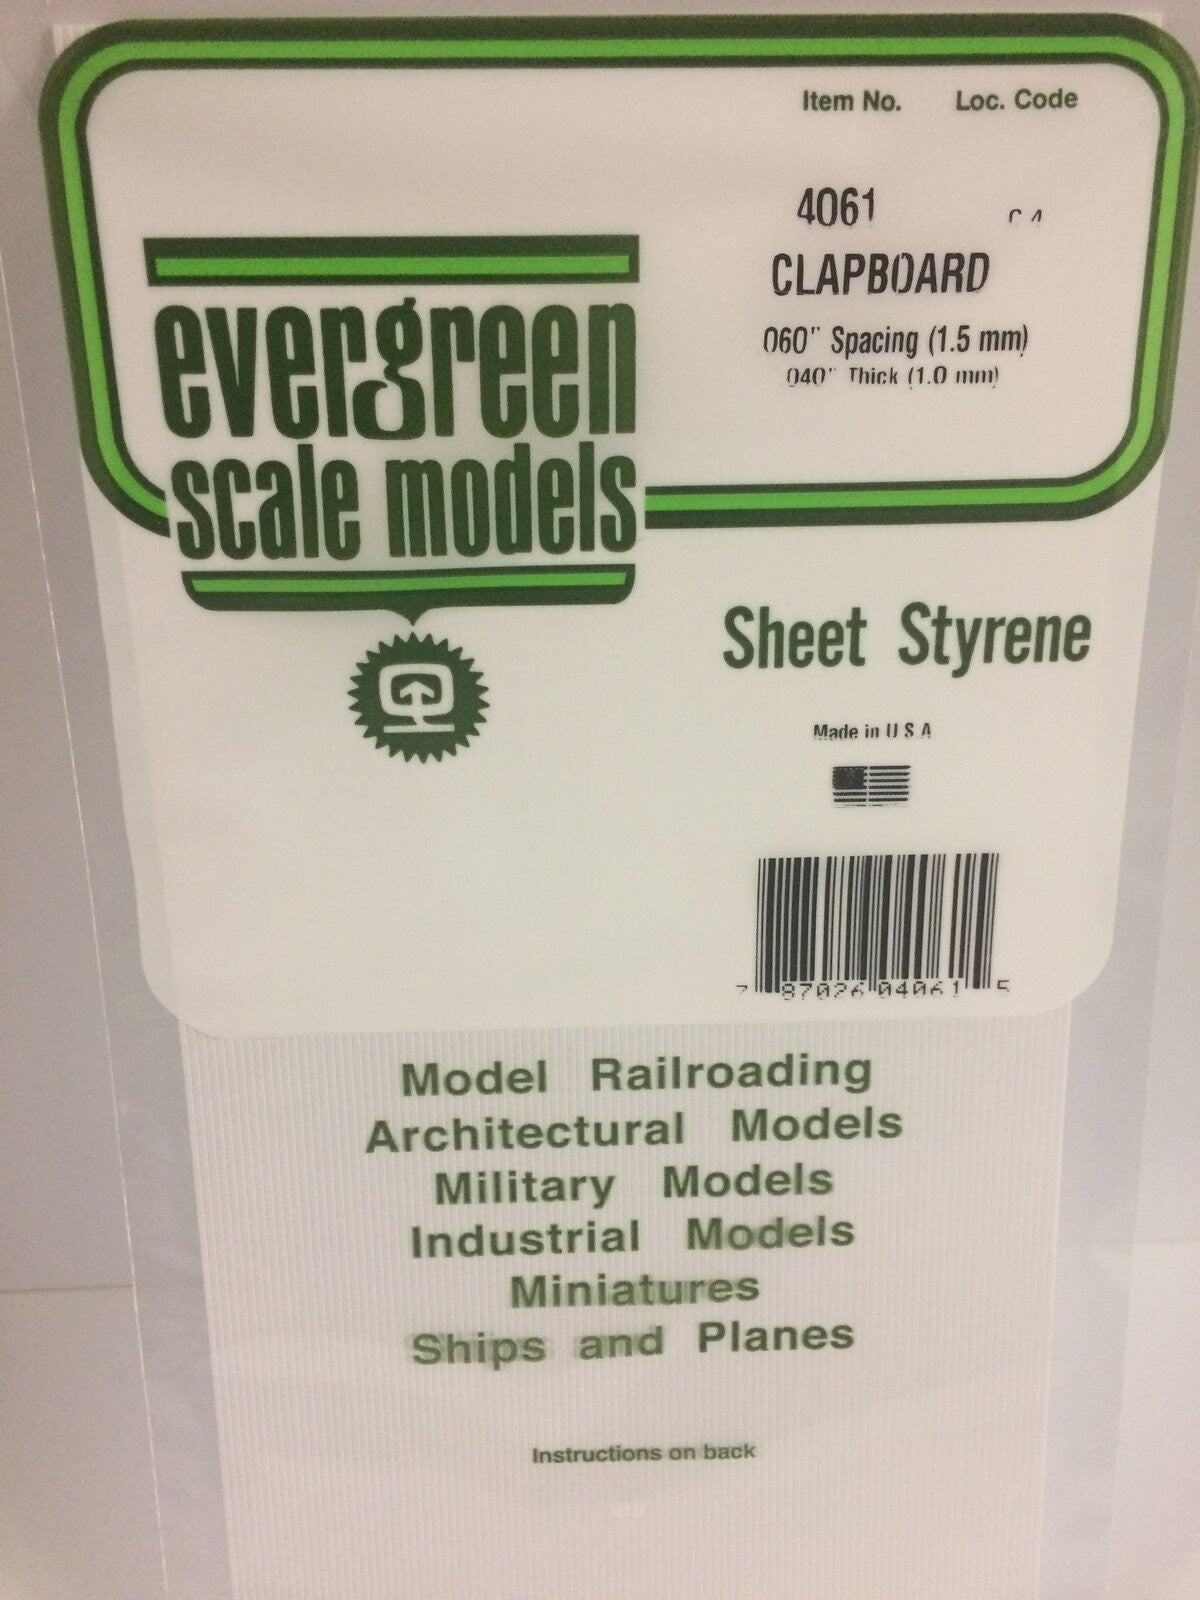 Item No. Loc. Code
4061 C4
CLAPBOARD
.060" Spacing (1.5 mm)
.040" Thick (1.0 mm)
evergreen
scale models
Sheet Styrene
Made in U S A
7 87026 04061 5
Model Railroading
Architectural Models
Military Models
Industrial Models
Miniatures
Ships and Planes
Instructions on back